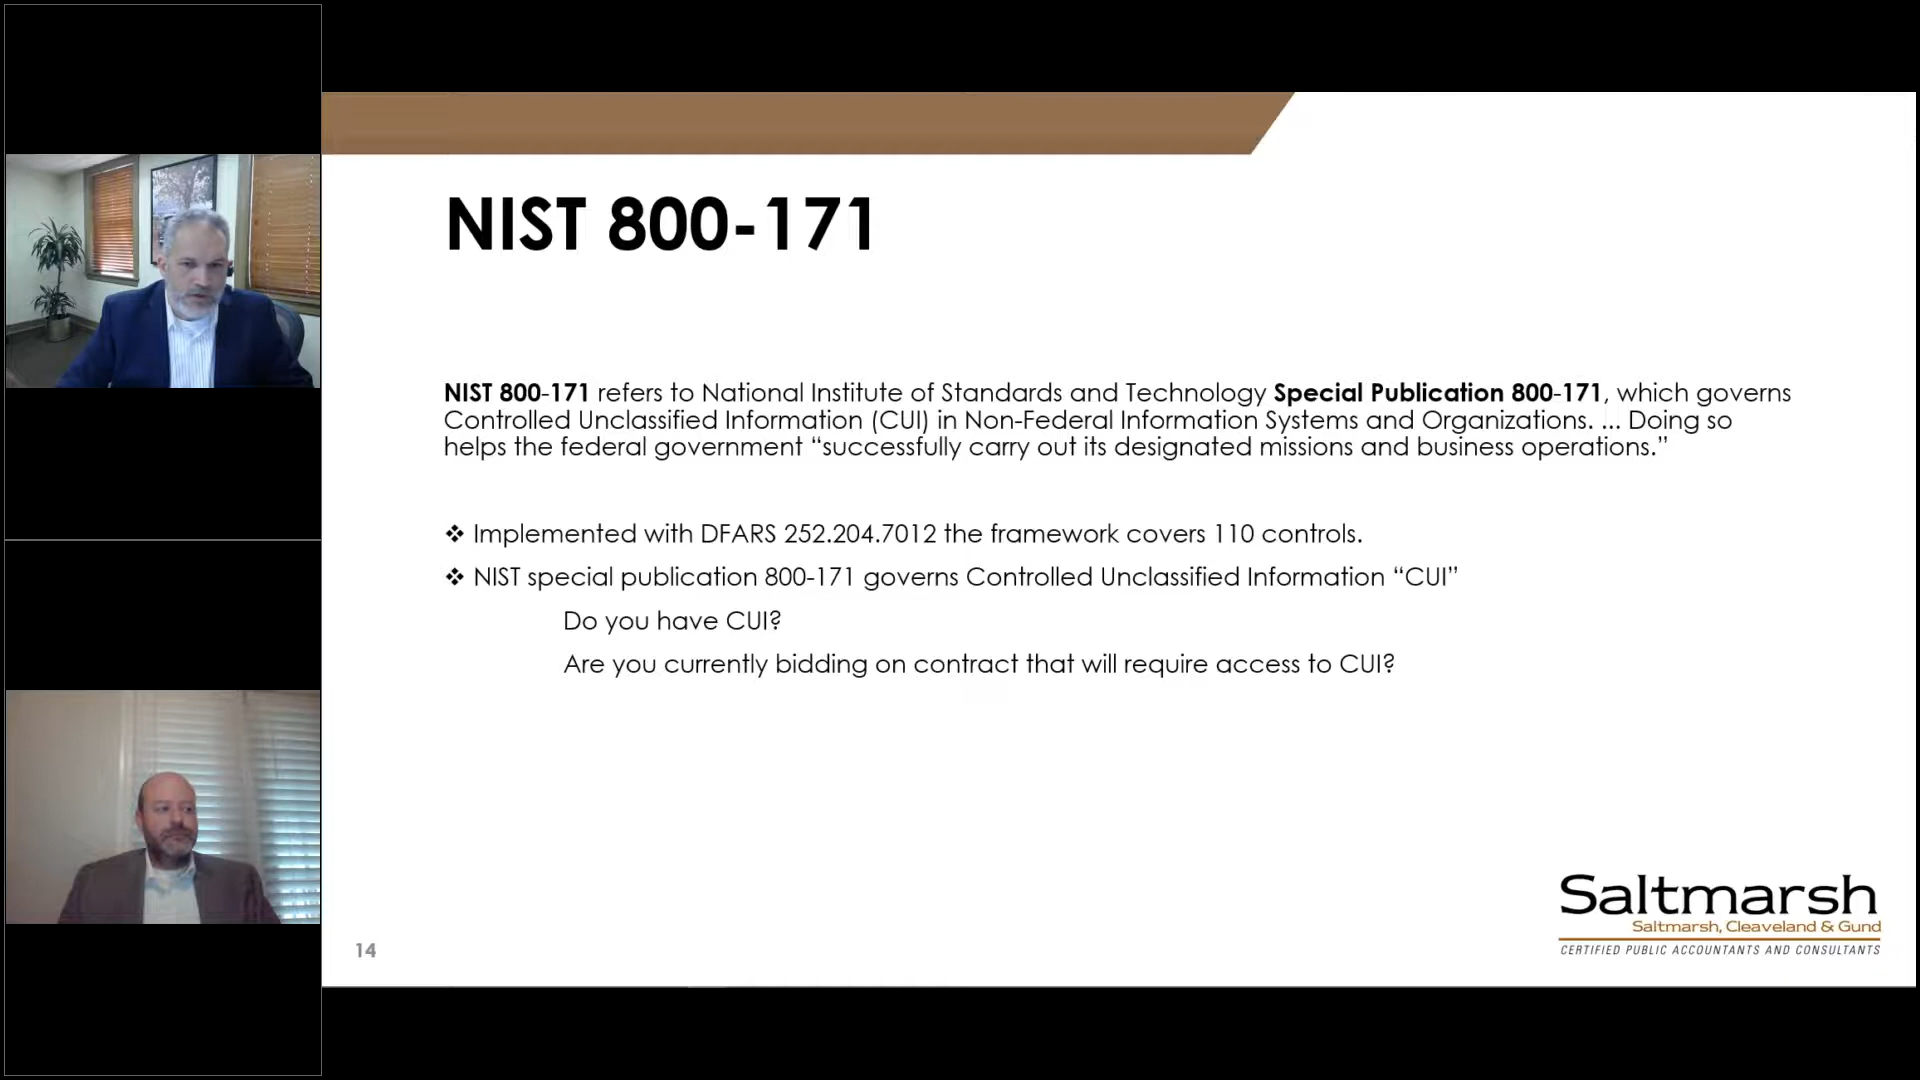 NIST 800-171
NIST 800-171 refers to National Institute of Standards and Technology Special Publication 800-171, which governs
Controlled Unclassified Information (CUI) in Non-Federal Information Systems and Organizations. ... Doing so
helps the federal government “successfully carry out its designated missions and business operations.”
❖ Implemented with DFARS 252.204.7012 the framework covers 110 controls.
❖ NIST special publication 800-171 governs Controlled Unclassified Information “CUI”
Do you have CUI?
Are you currently bidding on contract that will require access to CUI?
14
Saltmarsh
Saltmarsh, Cleaveland & Gund
CERTIFIED PUBLIC ACCOUNTANTS AND CONSULTANTS